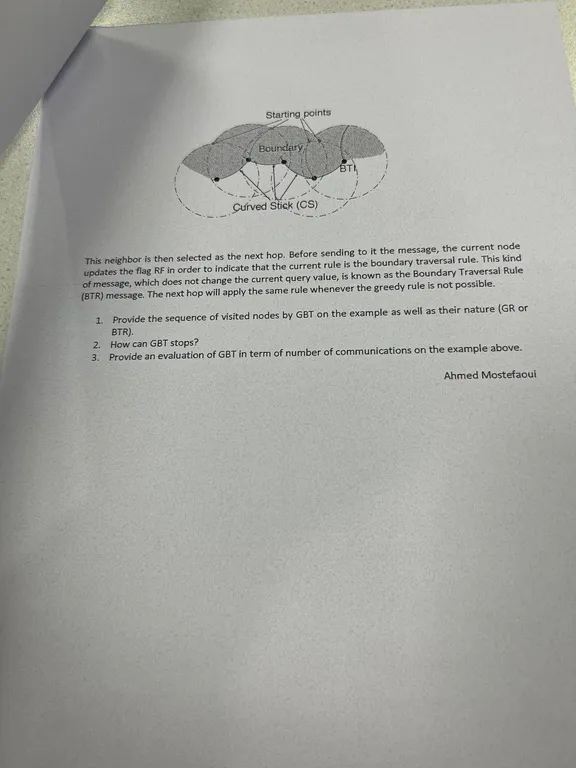 Starting points
Boundary
BTI
Curved Stick (CS)
This neighbor is then selected as the next hop. Before sending to it the message, the current node
updates the flag RF in order to indicate that the current rule is the boundary traversal rule. This kind
of message, which does not change the current query value, is known as the Boundary Traversal Rule
(BTR) message. The next hop will apply the same rule whenever the greedy rule is not possible.
1. Provide the sequence of visited nodes by GBT on the example as well as their nature (GR or
BTR).
2. How can GBT stops?
3. Provide an evaluation of GBT in term of number of communications on the example above.
Ahmed Mostefaoui